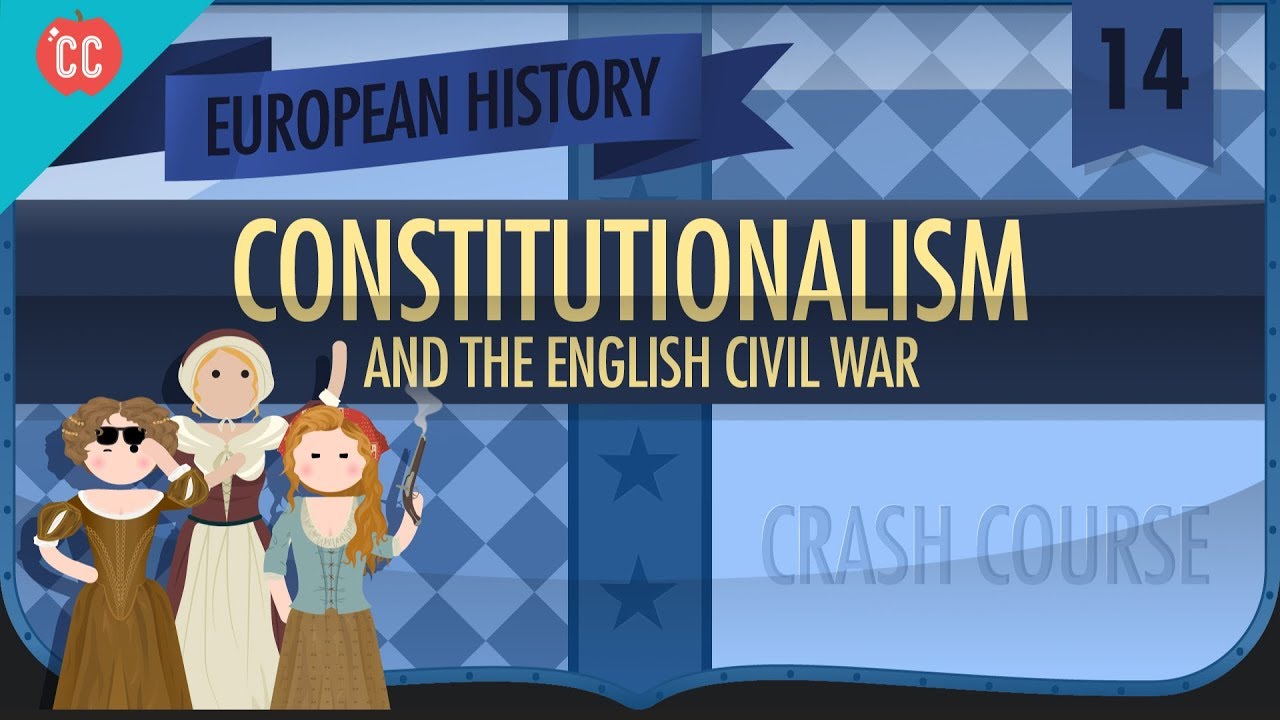 CC
EUROPEAN HISTORY
14
CONSTITUTIONALISM
AND THE ENGLISH CIVIL WAR
CRASH COURSE